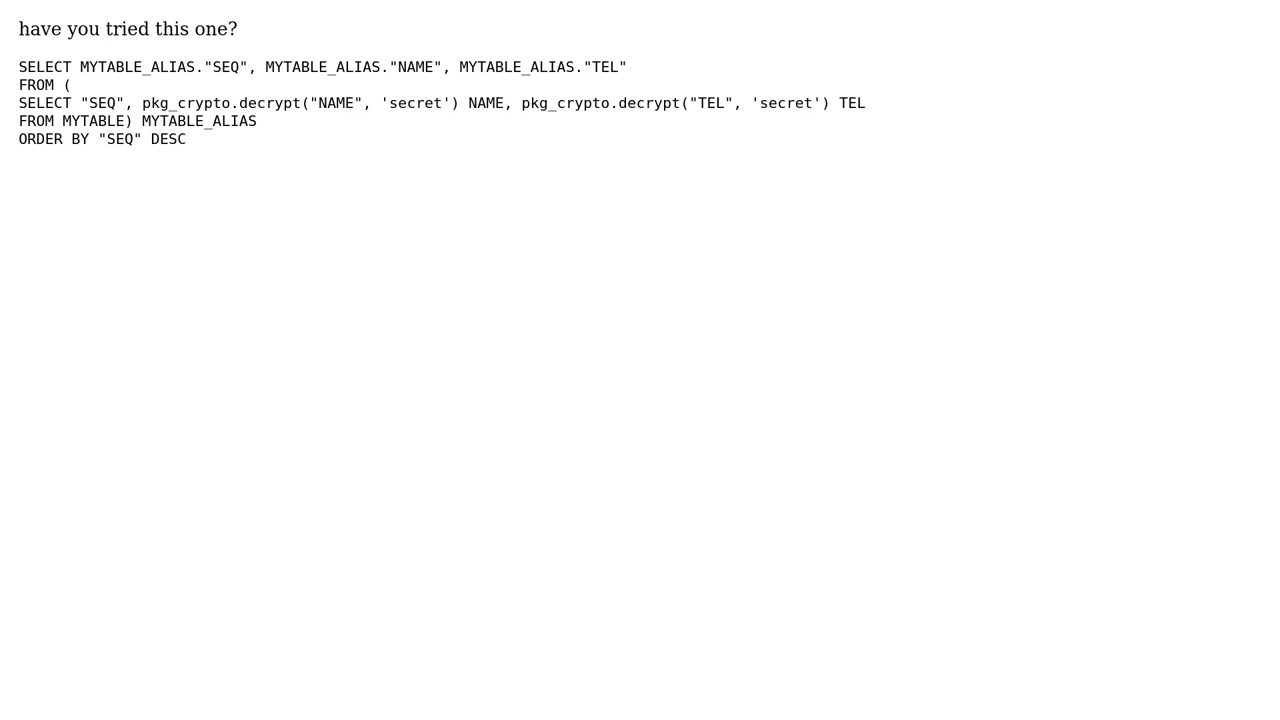 have you tried this one?
SELECT MYTABLE_ALIAS."SEQ", MYTABLE_ALIAS."NAME", MYTABLE_ALIAS."TEL"
FROM (
SELECT "SEQ", pkg_crypto.decrypt("NAME", 'secret') NAME, pkg_crypto.decrypt("TEL", 'secret') TEL
FROM MYTABLE) MYTABLE_ALIAS
ORDER BY "SEQ" DESC